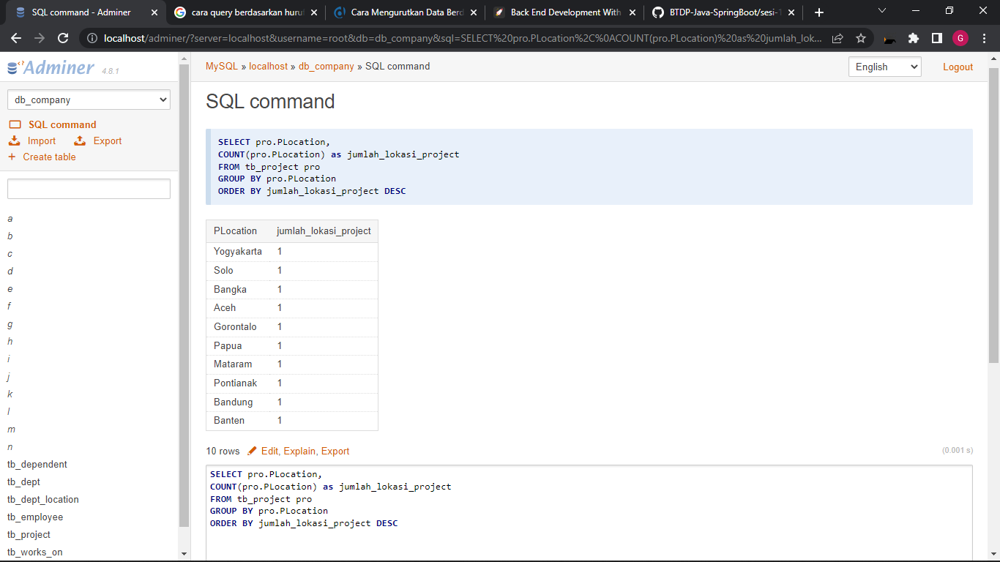 SQL command - Adminer
cara query berdasarkan huruf
Cara Mengurutkan Data Berd
Back End Development With
BTDP-Java-SpringBoot/sesi-1
localhost/adminer/?server=localhost&username=root&db=db_company&sql=SELECT%20pro.PLocation%2C%0ACOUNT(pro.PLocation)%20as%20jumlah_lok...
G
Adminer 4.8.1
MySQL » localhost » db_company » SQL command
English
Logout
db_company
SQL command
Import Export
Create table
a
b
c
d
e
f
g
h
i
j
k
l
m
n
tb_dependent
tb_dept
tb_dept_location
tb_employee
tb_project
tb_works_on
SQL command
SELECT pro.PLocation,
COUNT(pro.PLocation) as jumlah_lokasi_project
FROM tb_project pro
GROUP BY pro.PLocation
ORDER BY jumlah_lokasi_project DESC
PLocation jumlah_lokasi_project
Yogyakarta 1
Solo 1
Bangka 1
Aceh 1
Gorontalo 1
Papua 1
Mataram 1
Pontianak 1
Bandung 1
Banten 1
10 rows Edit, Explain, Export (0.001 s)
SELECT pro.PLocation,
COUNT(pro.PLocation) as jumlah_lokasi_project
FROM tb_project pro
GROUP BY pro.PLocation
ORDER BY jumlah_lokasi_project DESC